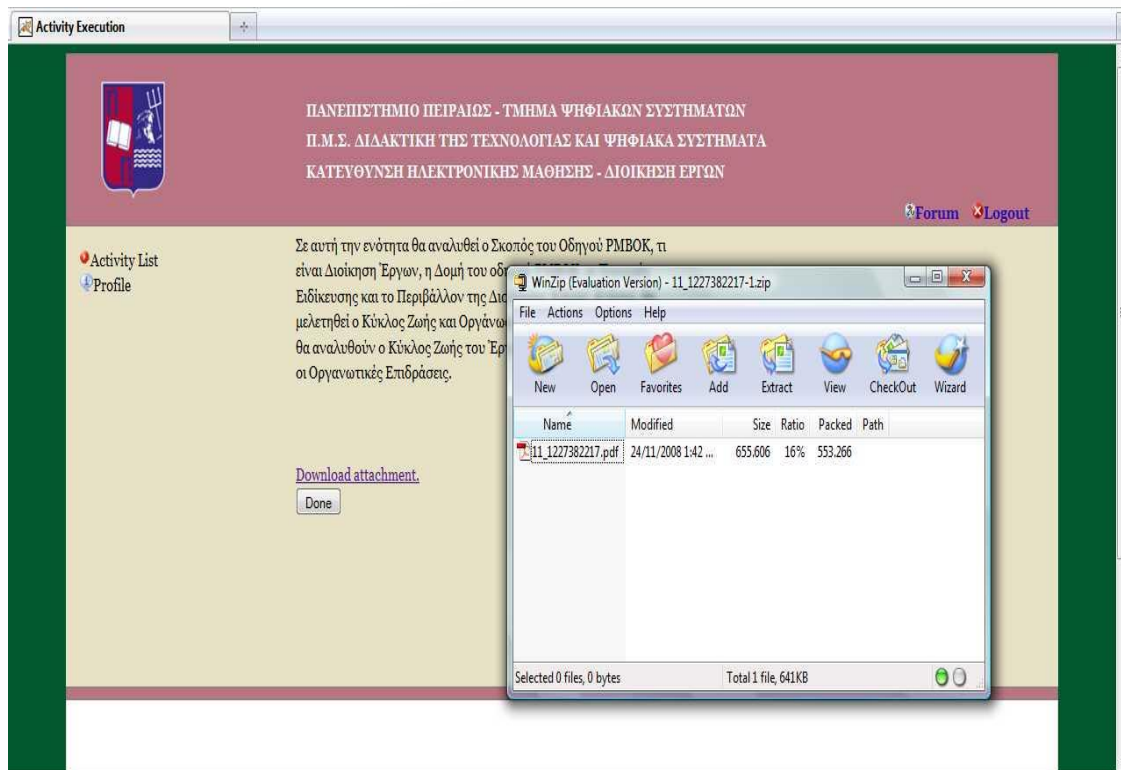 Activity Execution
ΠΑΝΕΠΙΣΤΗΜΙΟ ΠΕΙΡΑΙΩΣ - ΤΜΗΜΑ ΨΗΦΙΑΚΩΝ ΣΥΣΤΗΜΑΤΩΝ
Π.Μ.Σ. ΔΙΔΑΚΤΙΚΗ ΤΗΣ ΤΕΧΝΟΛΟΓΙΑΣ ΚΑΙ ΨΗΦΙΑΚΑ ΣΥΣΤΗΜΑΤΑ
ΚΑΤΕΥΘΥΝΣΗ ΗΛΕΚΤΡΟΝΙΚΗΣ ΜΑΘΗΣΗΣ - ΔΙΟΙΚΗΣΗ ΕΡΓΩΝ
Forum Logout
Activity List
Profile
Σε αυτή την ενότητα θα αναλυθεί ο Σκοπός του Οδηγού PMBOK, τι
είναι Διοίκηση Έργων, η Δομή του
Ειδίκευσης και το Περιβάλλον της
μελετηθεί ο Κύκλος Ζωής και
θα αναλυθούν ο Κύκλος Ζωής του
οι Οργανωτικές Επιδράσεις.
Download attachment.
Done
WinZip (Evaluation Version) - 11_1227382217-1.zip
File Actions Options Help
New Open Favorites Add Extract View CheckOut Wizard
Name Modified Size Ratio Packed Path
11_1227382217.pdf 24/11/2008 1:42 ... 655.606 16% 553.266
Selected 0 files, 0 bytes Total 1 file, 641KB